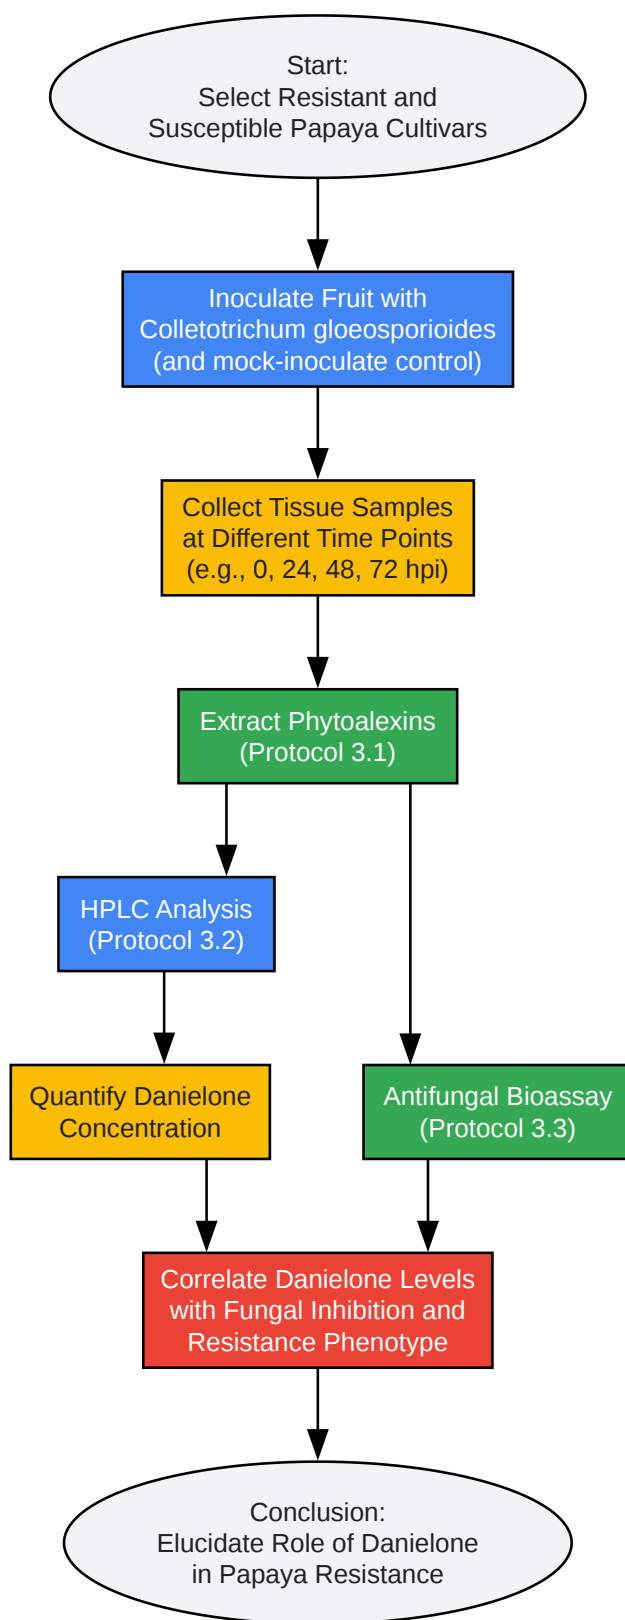 Start:
Select Resistant and
Susceptible Papaya Cultivars
Inoculate Fruit with
Colletotrichum gloeosporioides
(and mock-inoculate control)
Collect Tissue Samples
at Different Time Points
(e.g., 0, 24, 48, 72 hpi)
Extract Phytoalexins
(Protocol 3.1)
HPLC Analysis
(Protocol 3.2)
Quantify Danielone
Concentration
Antifungal Bioassay
(Protocol 3.3)
Correlate Danielone Levels
with Fungal Inhibition and
Resistance Phenotype
Conclusion:
Elucidate Role of Danielone
in Papaya Resistance